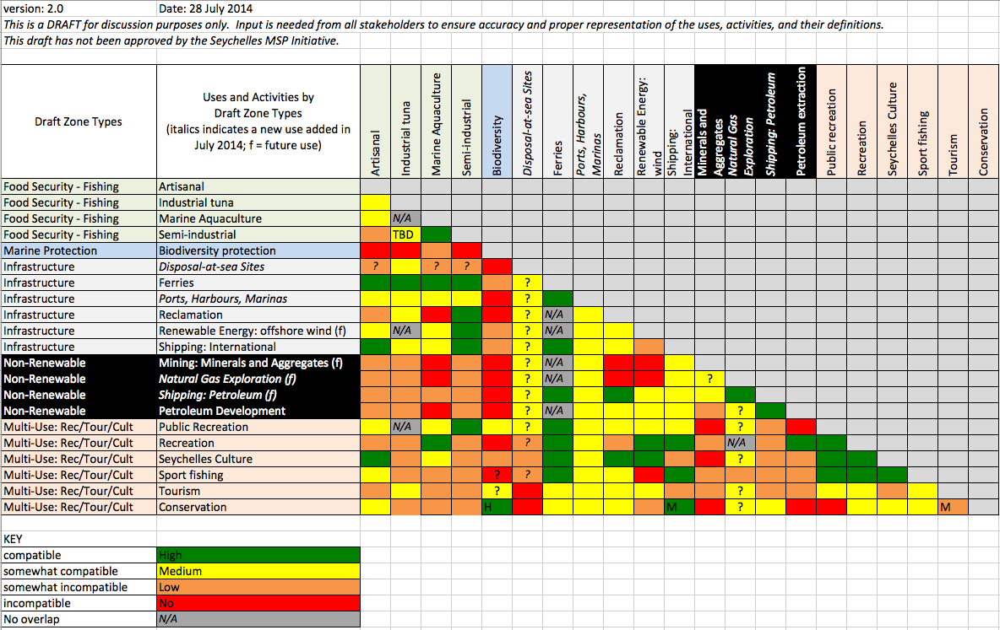 version: 2.0 Date: 28 July 2014
This is a DRAFT for discussion purposes only. Input is needed from all stakeholders to ensure accuracy and proper representation of the uses, activities, and their definitions.
This draft has not been approved by the Seychelles MSP Initiative.
Draft Zone Types
Uses and Activities by
Draft Zone Types
(italics indicates a new use added in
July 2014; f = future use)
Artisanal
Industrial tuna
Marine Aquaculture
Semi-industrial
Biodiversity
Disposal-at-sea Sites
Ferries
Ports, Harbours,
Marinas
Reclamation
Renewable Energy:
wind
Shipping:
International
Minerals and
Aggregates
Natural Gas
Exploration
Shipping: Petroleum
Petroleum extraction
Public recreation
Recreation
Seychelles Culture
Sport fishing
Tourism
Conservation
Food Security - Fishing Artisanal
Food Security - Fishing Industrial tuna
Food Security - Fishing Marine Aquaculture N/A
Food Security - Fishing Semi-industrial TBD
Marine Protection Biodiversity protection
Infrastructure Disposal-at-sea Sites ? ? ?
Infrastructure Ferries ?
Infrastructure Ports, Harbours, Marinas ?
Infrastructure Reclamation ? N/A
Infrastructure Renewable Energy: offshore wind (f) N/A ? N/A
Infrastructure Shipping: International ?
Non-Renewable Mining: Minerals and Aggregates (f) ? N/A
Non-Renewable Natural Gas Exploration (f) ? N/A ?
Non-Renewable Shipping: Petroleum (f) ?
Non-Renewable Petroleum Development ? N/A ?
Multi-Use: Rec/Tour/Cult Public Recreation N/A ? ?
Multi-Use: Rec/Tour/Cult Recreation ? N/A
Multi-Use: Rec/Tour/Cult Seychelles Culture ?
Multi-Use: Rec/Tour/Cult Sport fishing ? ?
Multi-Use: Rec/Tour/Cult Tourism ? ?
Multi-Use: Rec/Tour/Cult Conservation H M ? M
KEY
compatible High
somewhat compatible Medium
somewhat incompatible Low
incompatible No
No overlap N/A